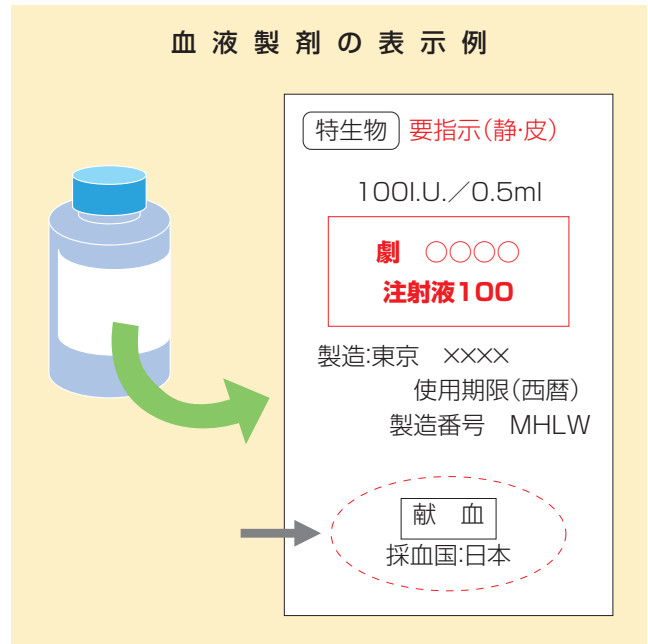 血液製剤の表示例
特生物 要指示(静・皮)
100I.U./0.5ml
劇 ○○○○
注射液100
製造:東京 ××××
使用期限(西暦)
製造番号 MHLW
献血
採血国:日本